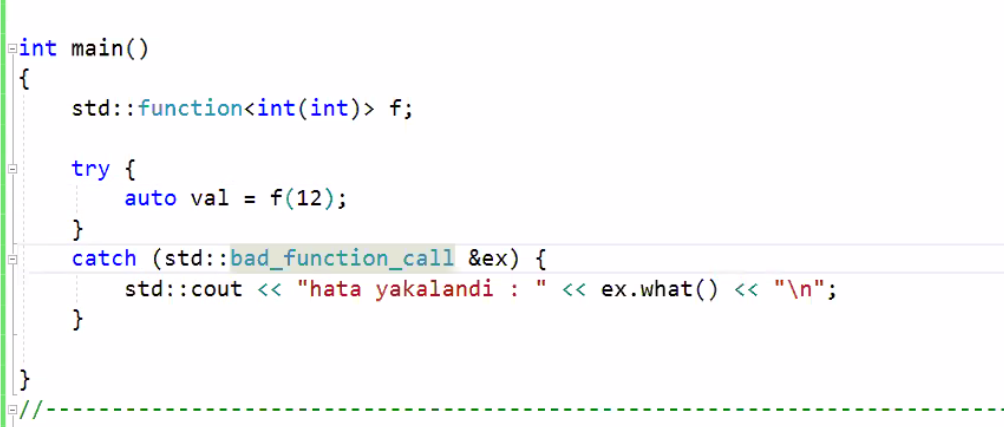 int main()
{
    std::function<int(int)> f;
    try {
        auto val = f(12);
    }
    catch (std::bad_function_call &ex) {
        std::cout << "hata yakalandi : " << ex.what() << "\n";
    }
}
//--------------------------------------------------------------------------